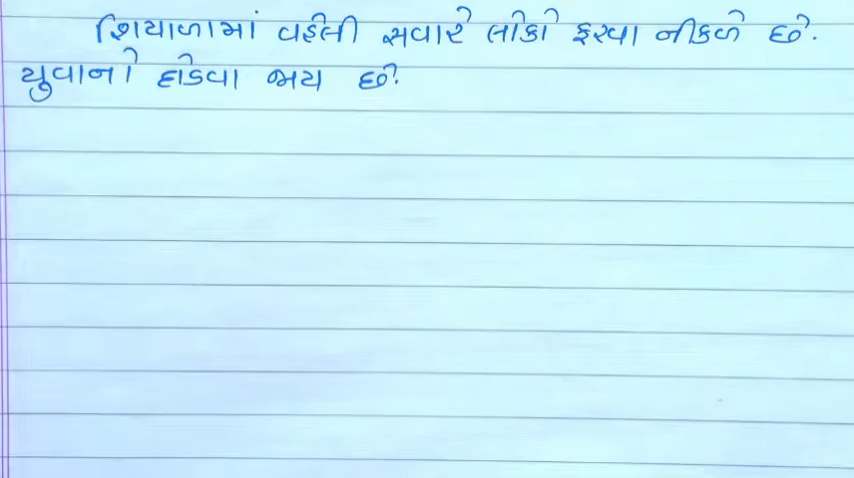 શિયાળામાં વહેલી સવારે લોકો ફરવા નીકળે છે.
યુવાનો દોડવા જાય છે.